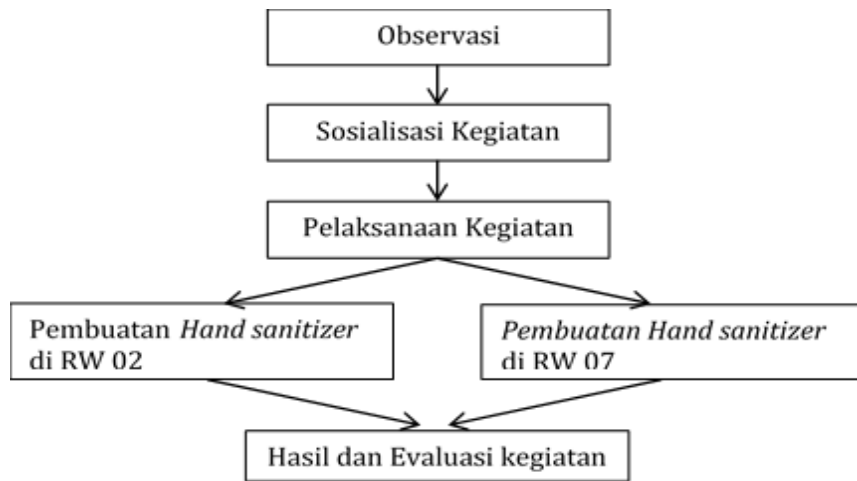 Observasi
Sosialisasi Kegiatan
Pelaksanaan Kegiatan
Pembuatan Hand sanitizer
di RW 02
Pembuatan Hand sanitizer
di RW 07
Hasil dan Evaluasi kegiatan